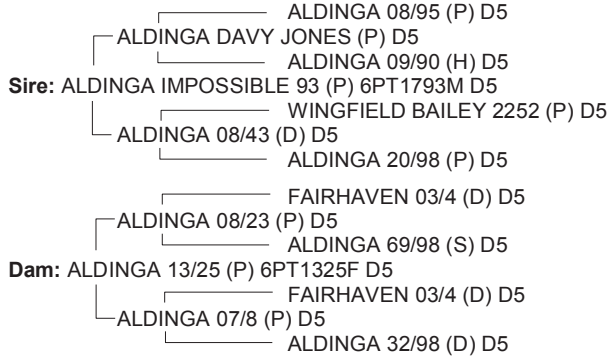 ALDINGA 08/95 (P) D5
ALDINGA DAVY JONES (P) D5
ALDINGA 09/90 (H) D5
Sire: ALDINGA IMPOSSIBLE 93 (P) 6PT1793M D5
WINGFIELD BAILEY 2252 (P) D5
ALDINGA 08/43 (D) D5
ALDINGA 20/98 (P) D5
FAIRHAVEN 03/4 (D) D5
ALDINGA 08/23 (P) D5
ALDINGA 69/98 (S) D5
Dam: ALDINGA 13/25 (P) 6PT1325F D5
FAIRHAVEN 03/4 (D) D5
ALDINGA 07/8 (P) D5
ALDINGA 32/98 (D) D5